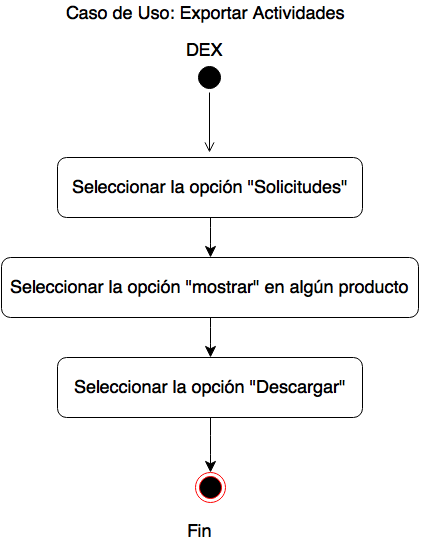 Caso de Uso: Exportar Actividades
DEX
Seleccionar la opción "Solicitudes"
Seleccionar la opción "mostrar" en algún producto
Seleccionar la opción "Descargar"
Fin